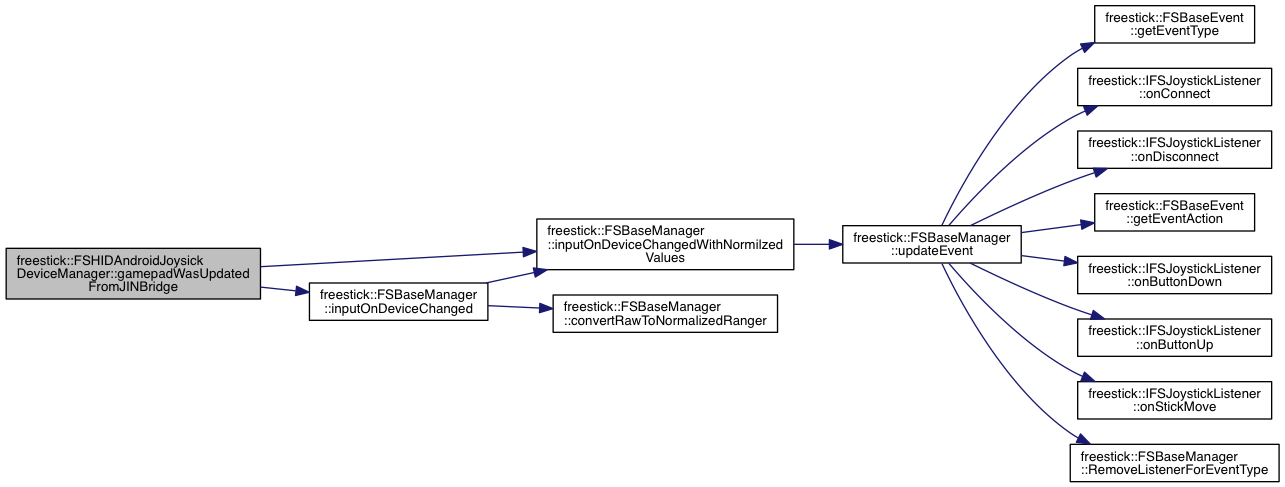 freestick::FSHIDAndroidJoysick
DeviceManager::gamepadWasUpdated
FromJINBridge
freestick::FSBaseManager
::inputOnDeviceChanged
freestick::FSBaseManager
::inputOnDeviceChangedWithNormilzed
Values
freestick::FSBaseManager
::convertRawToNormalizedRanger
freestick::FSBaseManager
::updateEvent
freestick::FSBaseEvent
::getEventType
freestick::IFSJoystickListener
::onConnect
freestick::IFSJoystickListener
::onDisconnect
freestick::FSBaseEvent
::getEventAction
freestick::IFSJoystickListener
::onButtonDown
freestick::IFSJoystickListener
::onButtonUp
freestick::IFSJoystickListener
::onStickMove
freestick::FSBaseManager
::RemoveListenerForEventType